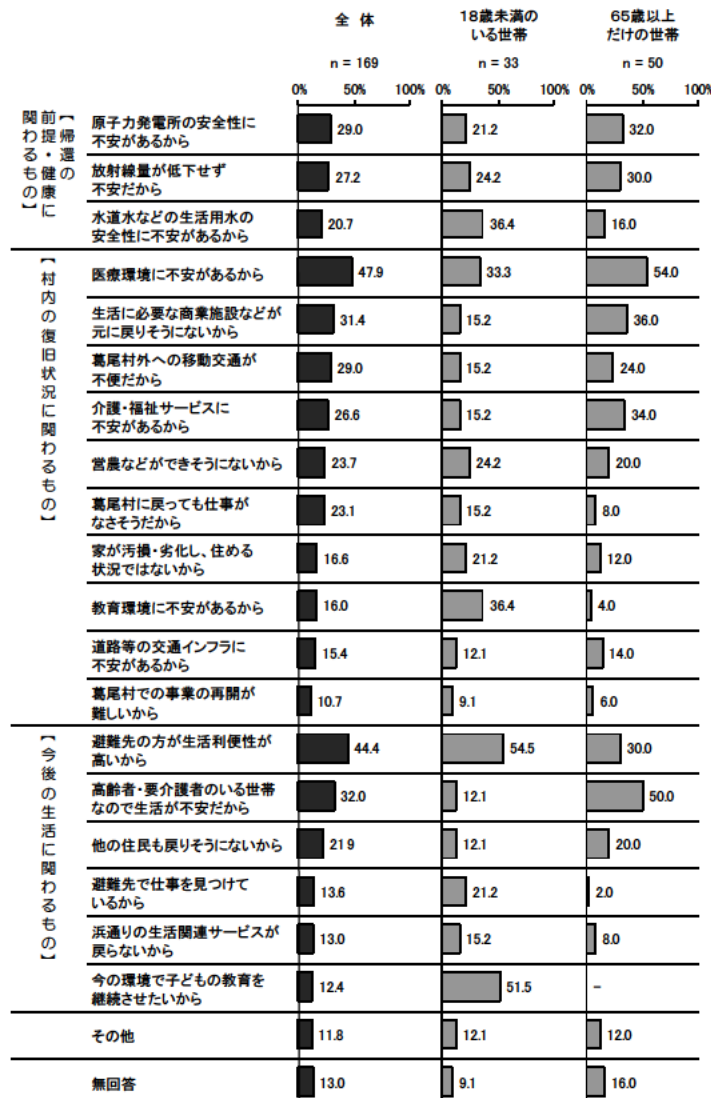 全 体
18歳未満の
いる世帯
65歳以上
だけの世帯
n = 169
n = 33
n = 50
0% 50% 100%
0% 50% 100%
0% 50% 100%
【帰還の
前提・健康に
関わるもの】
原子力発電所の安全性に
不安があるから
29.0 21.2 32.0
放射線量が低下せず
不安だから
27.2 24.2 30.0
水道水などの生活用水の
安全性に不安があるから
20.7 36.4 16.0
【村内の復旧状況に関わるもの】
医療環境に不安があるから
47.9 33.3 54.0
生活に必要な商業施設などが
元に戻りそうにないから
31.4 15.2 36.0
葛尾村外への移動交通が
不便だから
29.0 15.2 24.0
介護・福祉サービスに
不安があるから
26.6 15.2 34.0
営農などができそうにないから
23.7 24.2 20.0
葛尾村に戻っても仕事が
なさそうだから
23.1 15.2 8.0
家が汚損・劣化し、住める
状況ではないから
16.6 21.2 12.0
教育環境に不安があるから
16.0 36.4 4.0
道路等の交通インフラに
不安があるから
15.4 12.1 14.0
葛尾村での事業の再開が
難しいから
10.7 9.1 6.0
【今後の生活に関わるもの】
避難先の方が生活利便性が
高いから
44.4 54.5 30.0
高齢者・要介護者のいる世帯
なので生活が不安だから
32.0 12.1 50.0
他の住民も戻りそうにないから
21.9 12.1 20.0
避難先で仕事を見つけて
いるから
13.6 21.2 2.0
浜通りの生活関連サービスが
戻らないから
13.0 15.2 8.0
今の環境で子どもの教育を
継続させたいから
12.4 51.5 －
その他
11.8 12.1 12.0
無回答
13.0 9.1 16.0